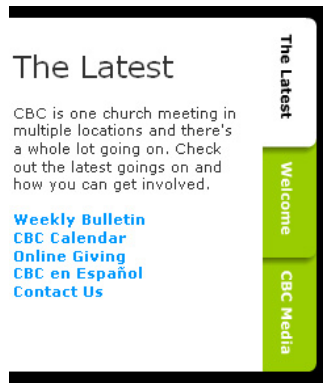 The Latest
CBC is one church meeting in
multiple locations and there's
a whole lot going on. Check
out the latest goings on and
how you can get involved.
Weekly Bulletin
CBC Calendar
Online Giving
CBC en Español
Contact Us
The Latest
Welcome
CBC Media